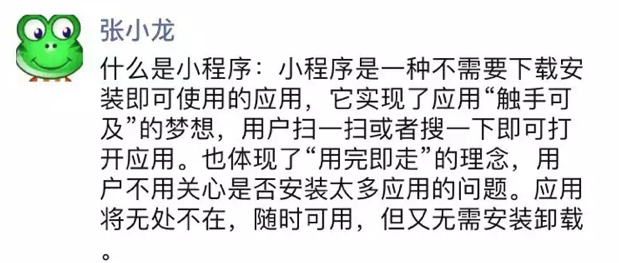 张小龙
什么是小程序：小程序是一种不需要下载安
装即可使用的应用，它实现了应用“触手可
及”的梦想，用户扫一扫或者搜一下即可打
开应用。也体现了“用完即走”的理念，用
户不用关心是否安装太多应用的问题。应用
将无处不在，随时可用，但又无需安装卸载
。